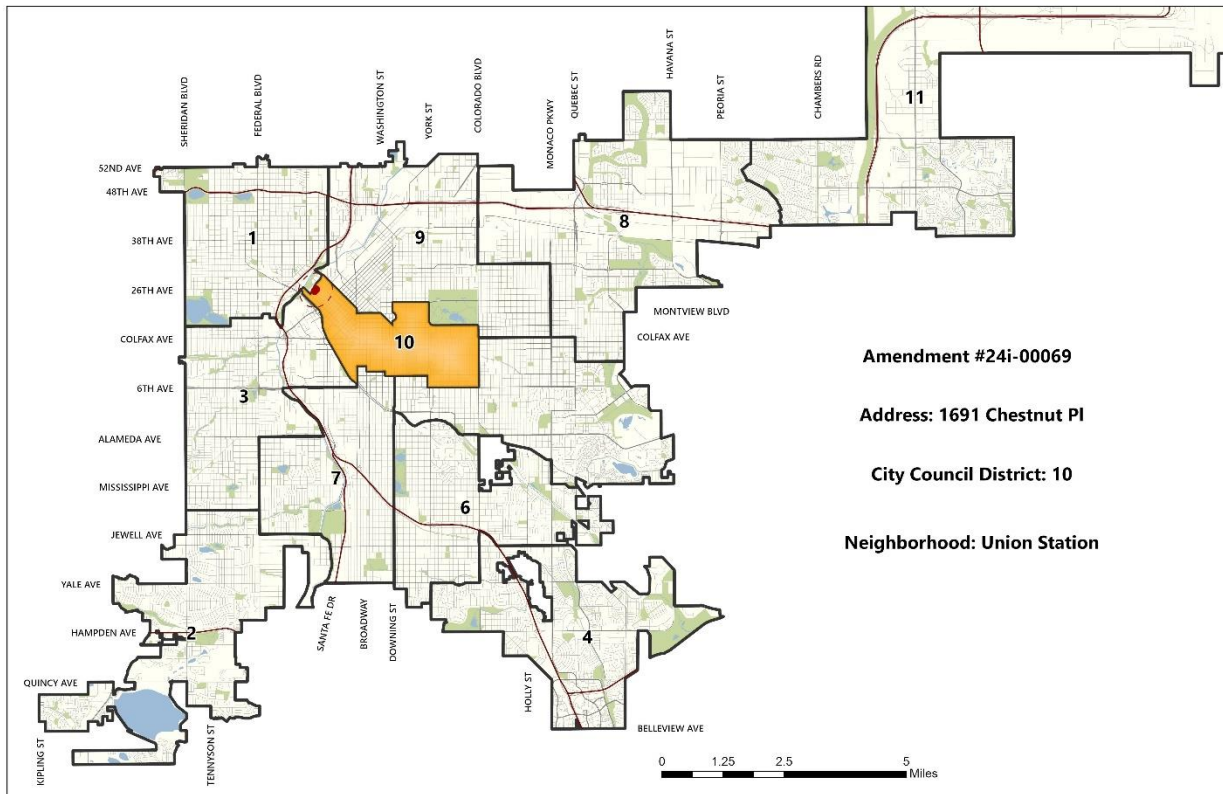 SHERIDAN BLVD
FEDERAL BLVD
WASHINGTON ST
YORK ST
COLORADO BLVD
MONACO PKWY
QUEBEC ST
HAVANA ST
PEORIA ST
CHAMBERS RD
11
52ND AVE
48TH AVE
1
9
8
38TH AVE
26TH AVE
MONTVIEW BLVD
COLFAX AVE
10
COLFAX AVE
Amendment #24i-00069
6TH AVE
3
Address: 1691 Chestnut Pl
ALAMEDA AVE
7
City Council District: 10
MISSISSIPPI AVE
6
JEWELL AVE
Neighborhood: Union Station
YALE AVE
SANTA FE DR
BROADWAY
DOWNING ST
HAMPDEN AVE
2
4
QUINCY AVE
HOLLY ST
BELLEVIEW AVE
KIPLING ST
TENNYSON ST
0 1.25 2.5 5
Miles